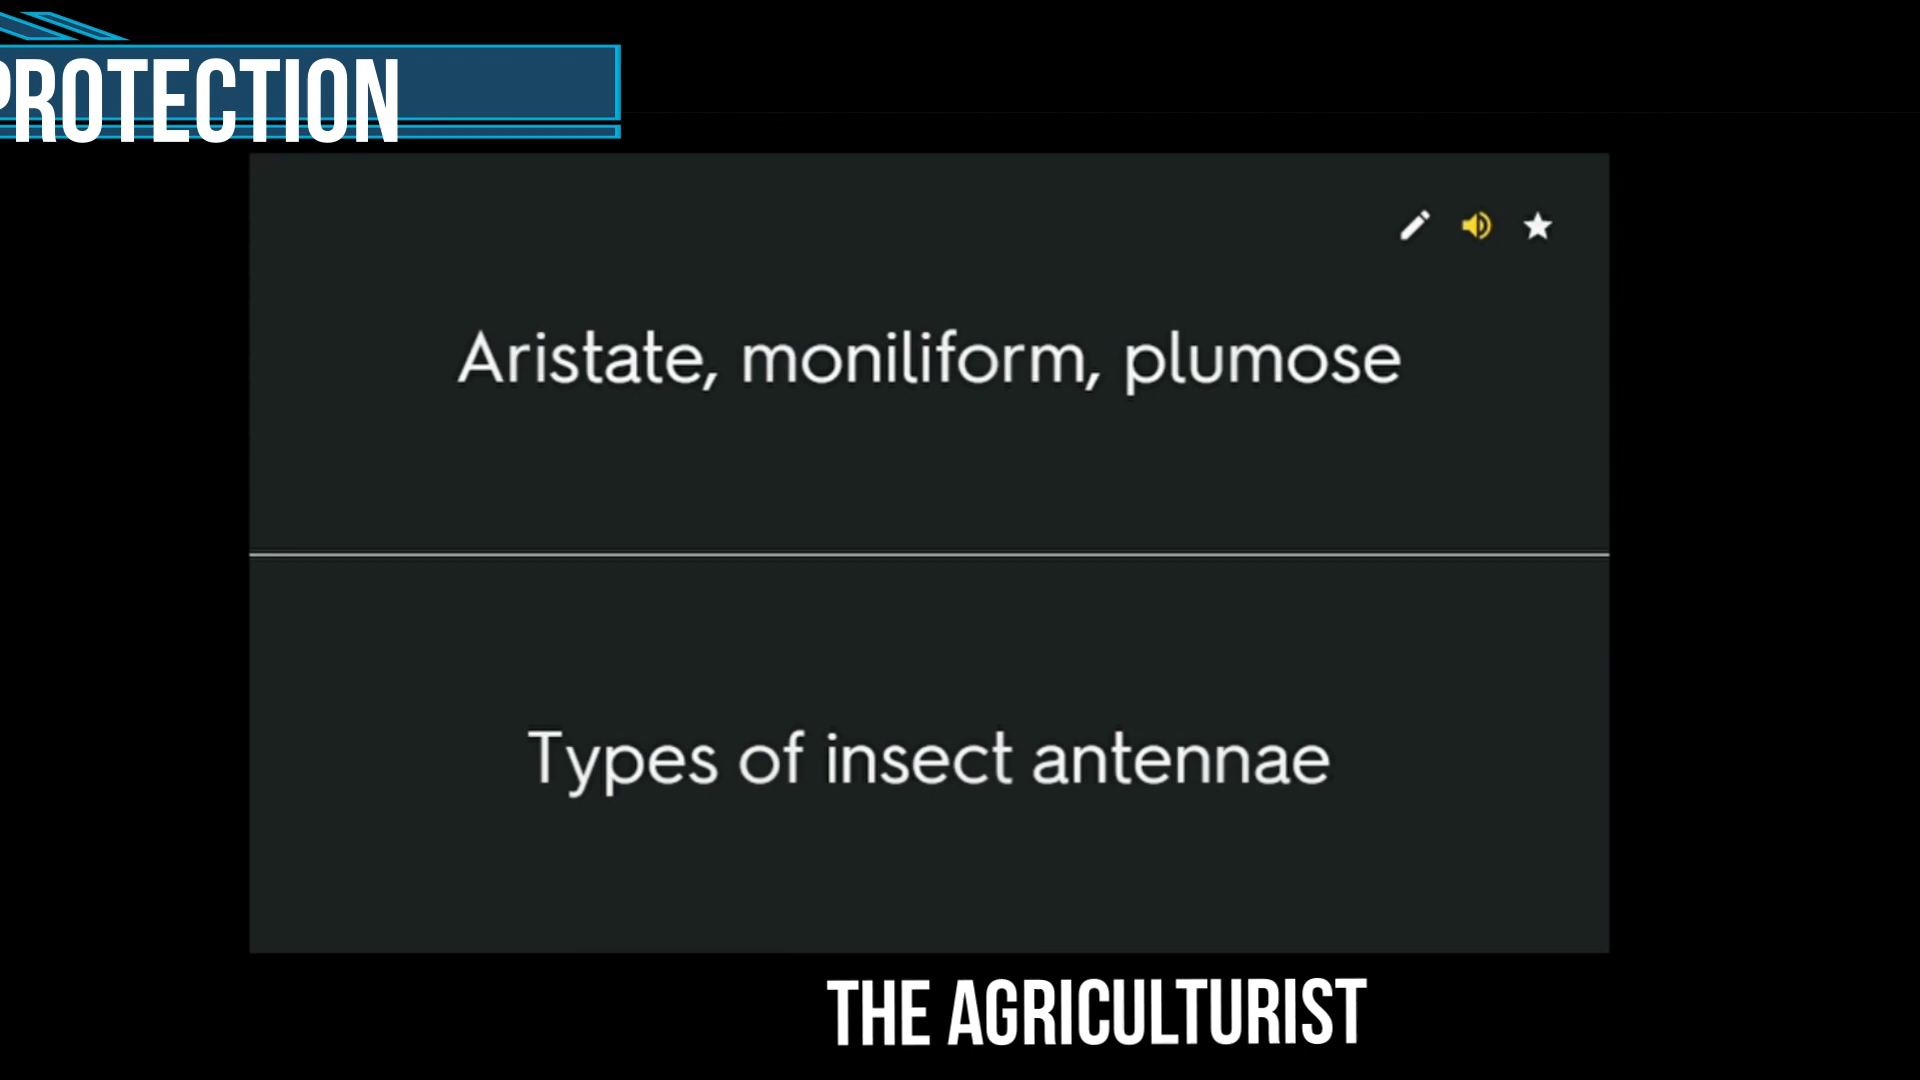 PROTECTION
Aristate, moniliform, plumose
Types of insect antennae
THE AGRICULTURIST